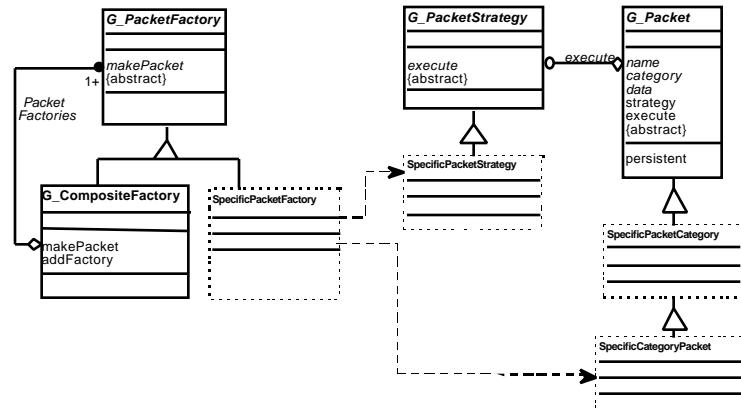 G_PacketFactory
makePacket
{abstract}
1+
Packet
Factories
G_CompositeFactory
makePacket
addFactory
SpecificPacketFactory
G_PacketStrategy
execute
{abstract}
SpecificPacketStrategy
execute
G_Packet
name
category
data
strategy
execute
{abstract}
persistent
SpecificPacketCategory
SpecificCategoryPacket